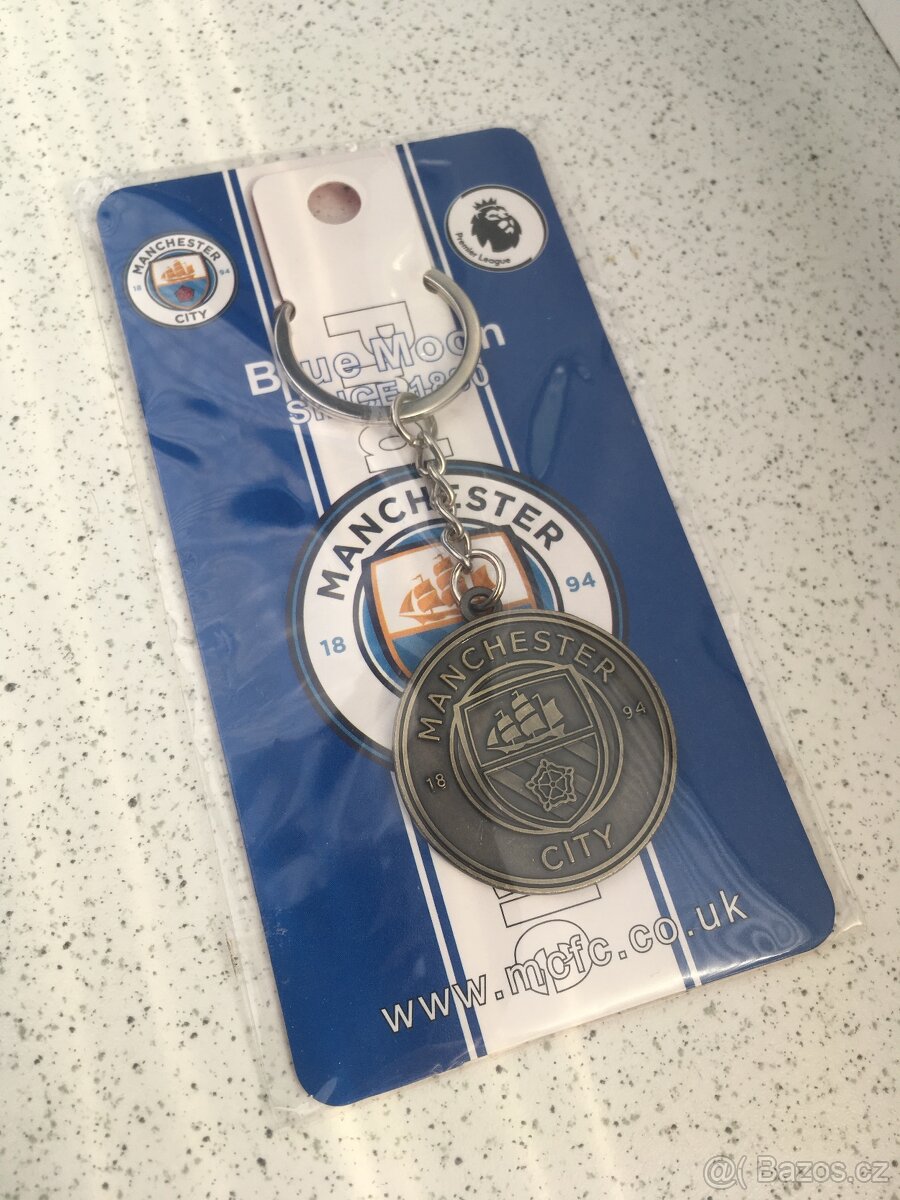 MANCHESTER
18 94
CITY
Premier League
Blue Moon
SINCE 1880
MANCHESTER
18 94
MANCHESTER
18 94
CITY
www.mcfc.co.uk
@( Bazos.cz